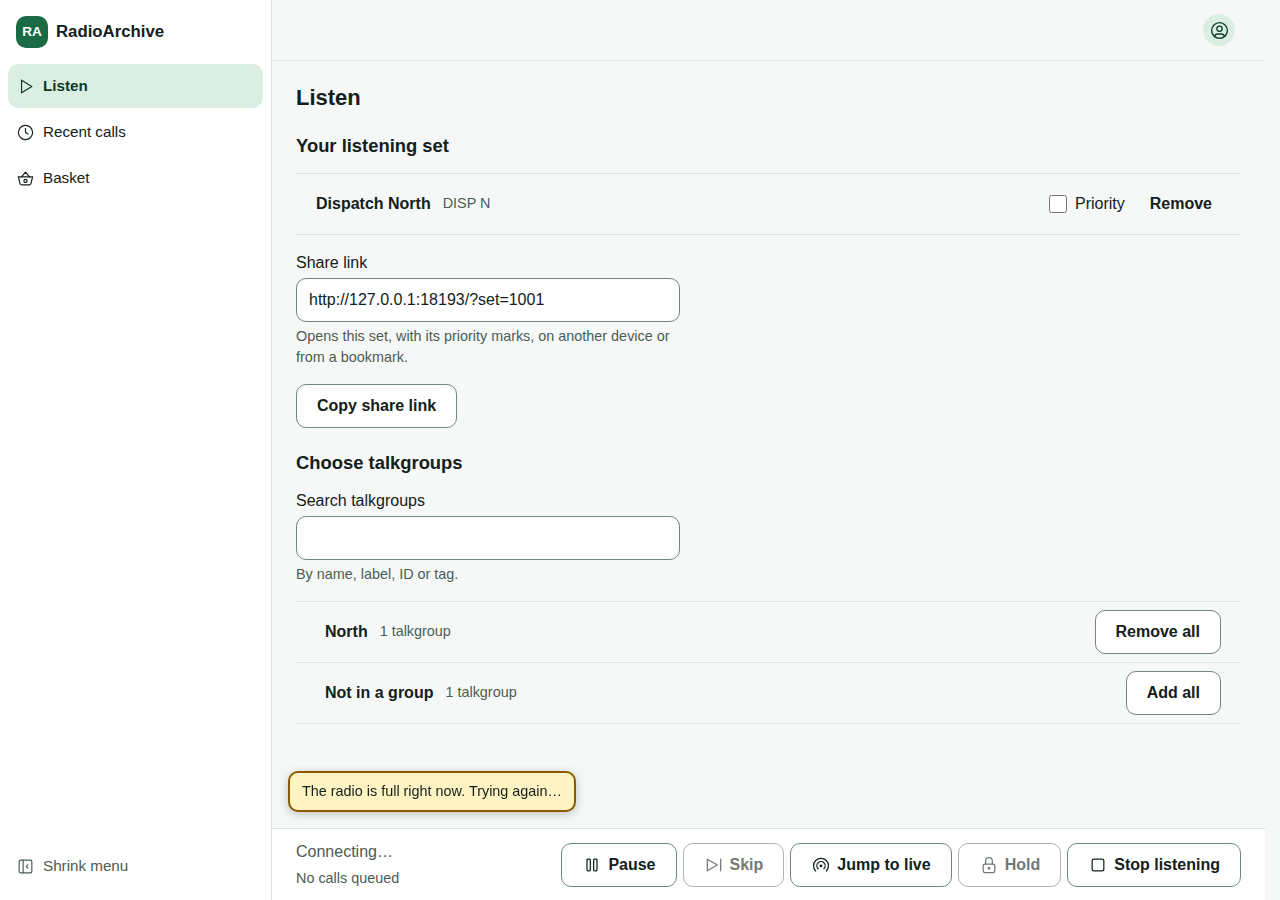 RA RadioArchive
Listen
Recent calls
Basket
Shrink menu
Listen
Your listening set
Dispatch North DISP N Priority Remove
Share link
http://127.0.0.1:18193/?set=1001
Opens this set, with its priority marks, on another device or
from a bookmark.
Copy share link
Choose talkgroups
Search talkgroups
By name, label, ID or tag.
North 1 talkgroup Remove all
Not in a group 1 talkgroup Add all
The radio is full right now. Trying again…
Connecting…
No calls queued
Pause Skip Jump to live Hold Stop listening